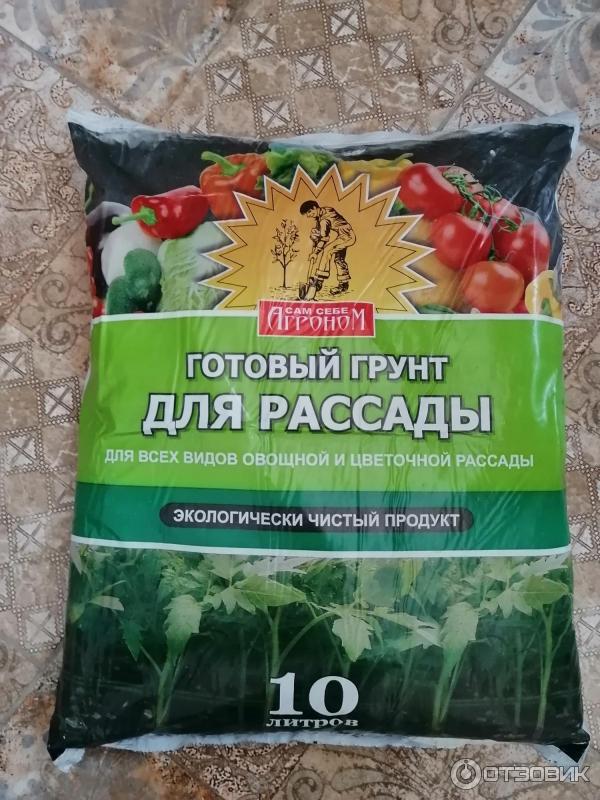 САМ СЕБЕ
АГРОНОМ
ГОТОВЫЙ ГРУНТ
ДЛЯ РАССАДЫ
ДЛЯ ВСЕХ ВИДОВ ОВОЩНОЙ И ЦВЕТОЧНОЙ РАССАДЫ
ЭКОЛОГИЧЕСКИ ЧИСТЫЙ ПРОДУКТ
10
ЛИТРОВ
ОТЗОВИК